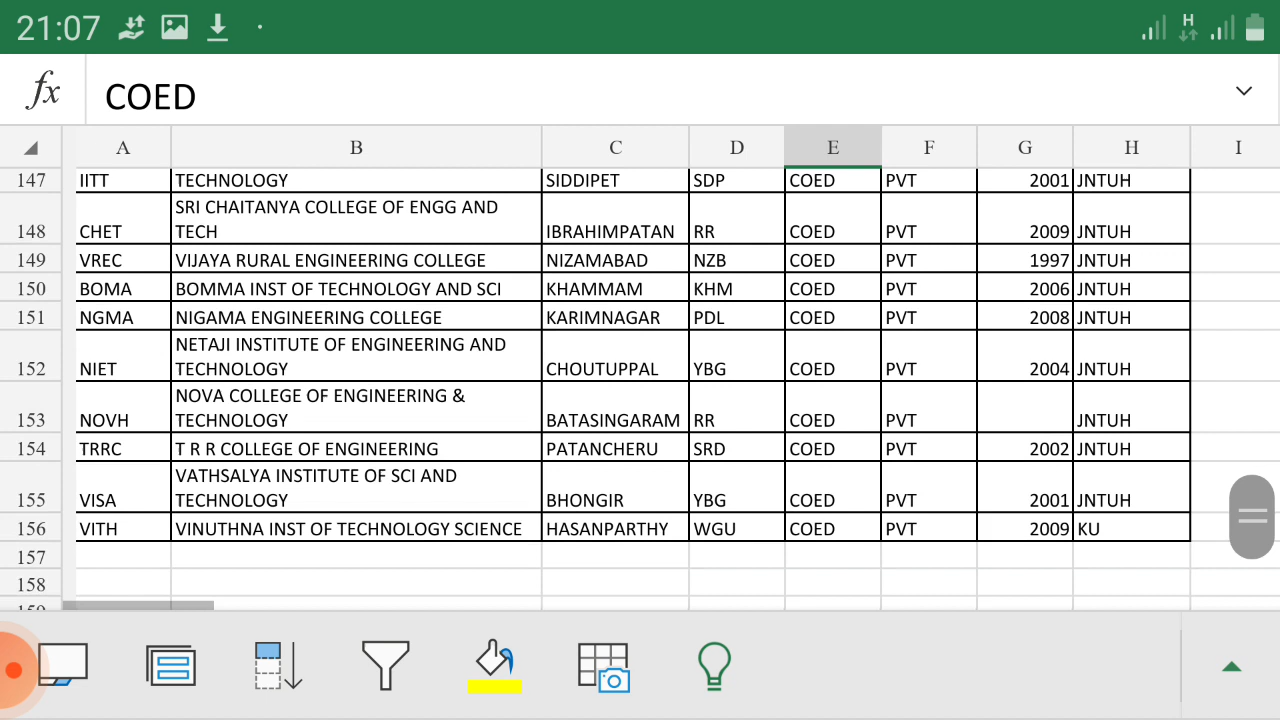 21:07
H
fx COED
A B C D E F G H I
147 IITT TECHNOLOGY SIDDIPET SDP COED PVT 2001 JNTUH
SRI CHAITANYA COLLEGE OF ENGG AND
148 CHET TECH IBRAHIMPATAN RR COED PVT 2009 JNTUH
149 VREC VIJAYA RURAL ENGINEERING COLLEGE NIZAMABAD NZB COED PVT 1997 JNTUH
150 BOMA BOMMA INST OF TECHNOLOGY AND SCI KHAMMAM KHM COED PVT 2006 JNTUH
151 NGMA NIGAMA ENGINEERING COLLEGE KARIMNAGAR PDL COED PVT 2008 JNTUH
NETAJI INSTITUTE OF ENGINEERING AND
152 NIET TECHNOLOGY CHOUTUPPAL YBG COED PVT 2004 JNTUH
NOVA COLLEGE OF ENGINEERING &
153 NOVH TECHNOLOGY BATASINGARAM RR COED PVT JNTUH
154 TRRC T R R COLLEGE OF ENGINEERING PATANCHERU SRD COED PVT 2002 JNTUH
VATHSALYA INSTITUTE OF SCI AND
155 VISA TECHNOLOGY BHONGIR YBG COED PVT 2001 JNTUH
156 VITH VINUTHNA INST OF TECHNOLOGY SCIENCE HASANPARTHY WGU COED PVT 2009 KU
157
158
159